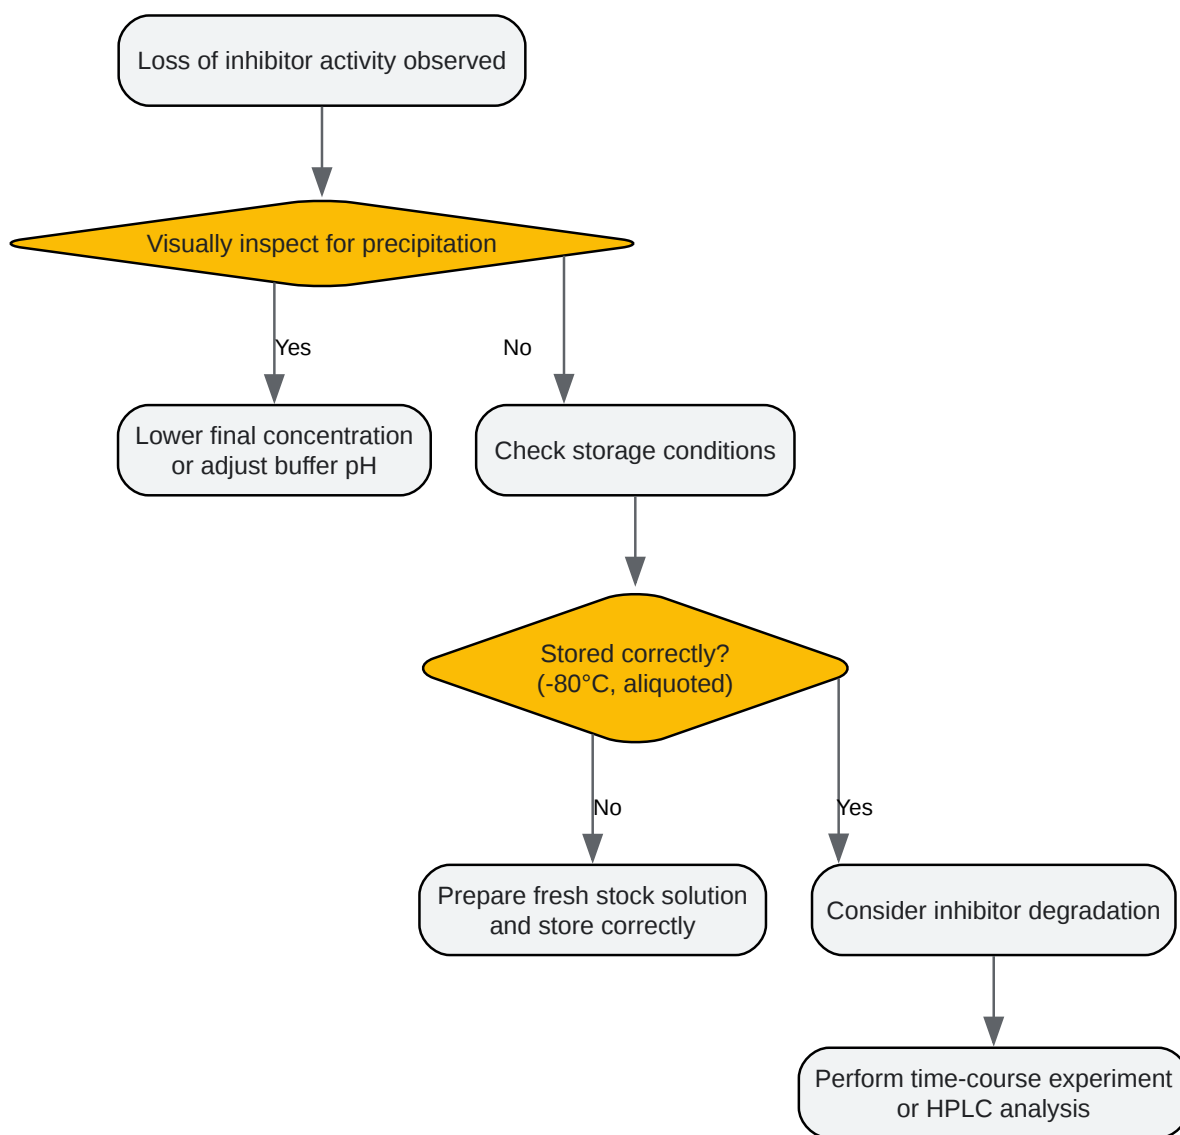 Loss of inhibitor activity observed
Visually inspect for precipitation
Yes
No
Lower final concentration
or adjust buffer pH
Check storage conditions
Stored correctly?
(-80°C, aliquoted)
No
Yes
Prepare fresh stock solution
and store correctly
Consider inhibitor degradation
Perform time-course experiment
or HPLC analysis